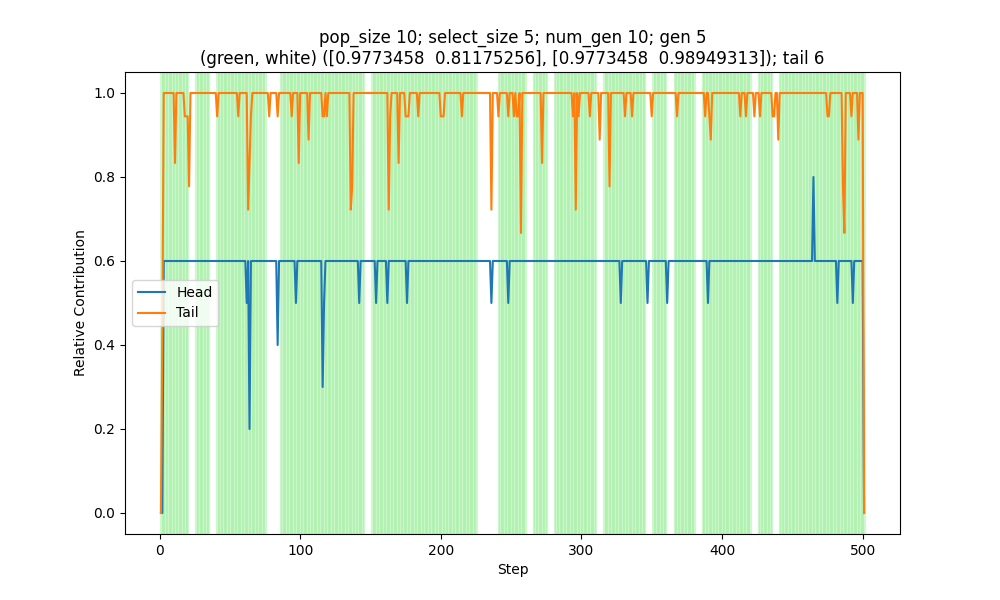 pop_size 10; select_size 5; num_gen 10; gen 5
(green, white) ([0.9773458  0.81175256], [0.9773458  0.98949313]); tail 6
1.0
0.8
0.6
0.4
0.2
0.0
Relative Contribution
Head
Tail
0
100
200
300
400
500
Step